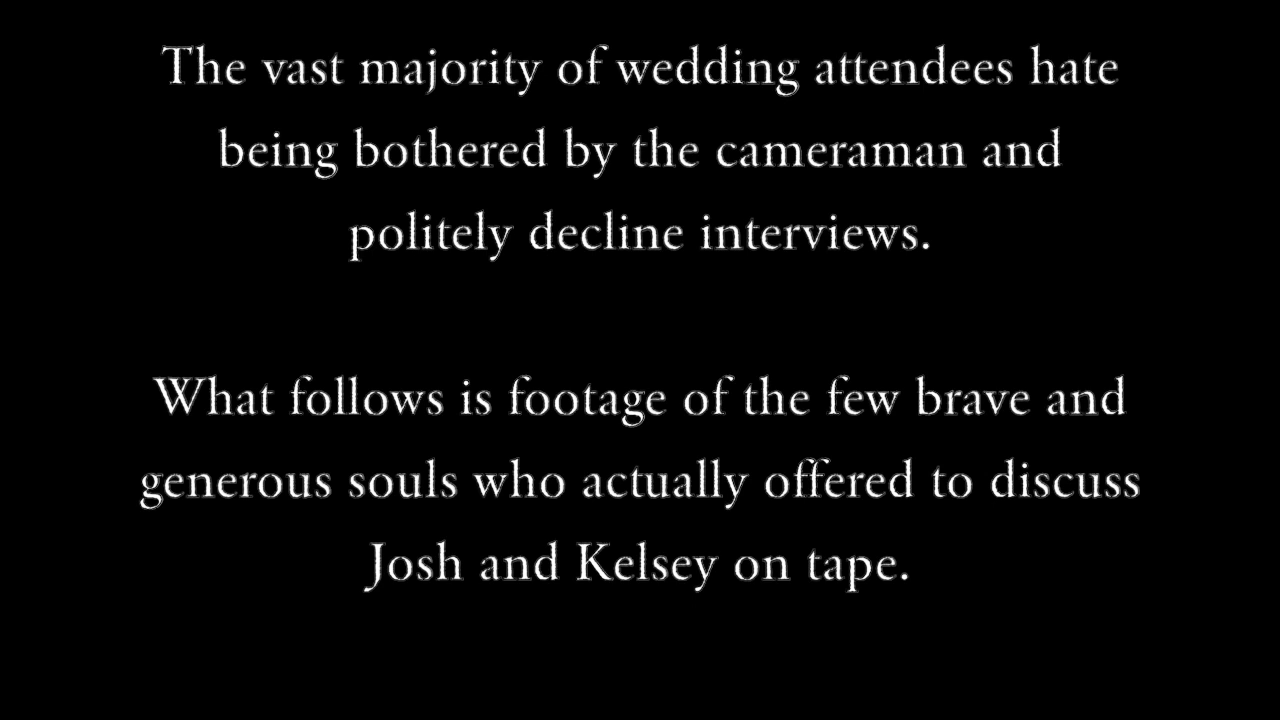 The vast majority of wedding attendees hate
being bothered by the cameraman and
politely decline interviews.
What follows is footage of the few brave and
generous souls who actually offered to discuss
Josh and Kelsey on tape.